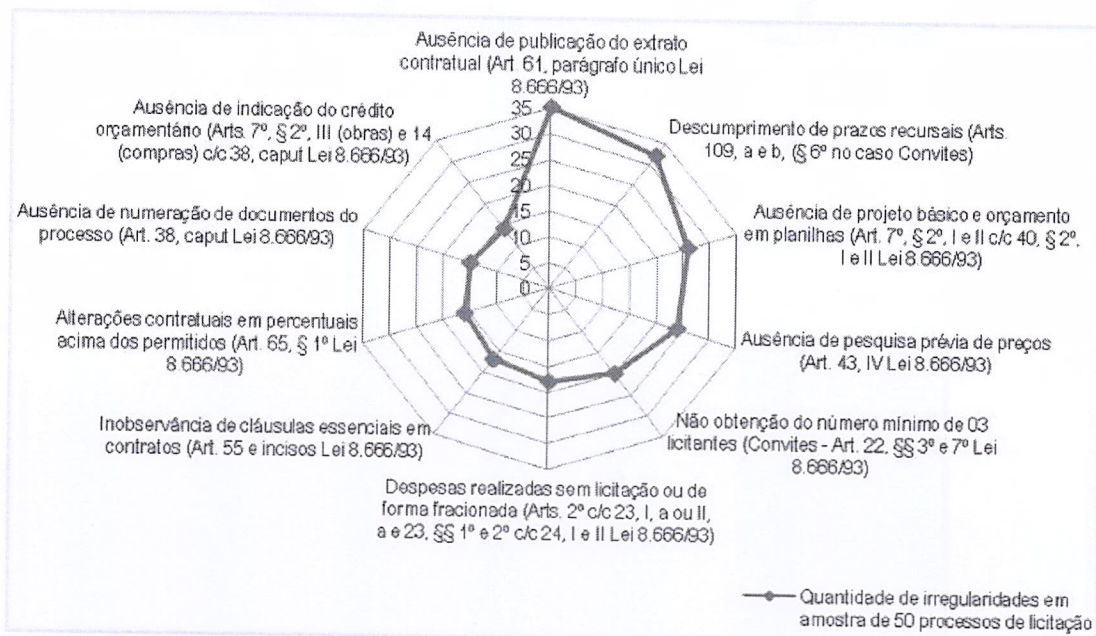 Ausência de publicação do extrato
contratual (Art. 61, parágrafo único Lei
8.666/93)
Ausência de indicação do crédito
orçamentário (Arts. 7º, § 2º, III (obras) e 14
(compras) c/c 38, caput Lei 8.666/93)
Descumprimento de prazos recursais (Arts.
109, a e b, (§ 6º no caso Convites)
Ausência de numeração de documentos do
processo (Art. 38, caput Lei 8.666/93)
Ausência de projeto básico e orçamento
em planilhas (Art. 7º, § 2º, I e II c/c 40, § 2º,
I e II Lei 8.666/93)
35
30
25
20
15
10
5
0
Alterações contratuais em percentuais
acima dos permitidos (Art. 65, § 1º Lei
8.666/93)
Ausência de pesquisa prévia de preços
(Art. 43, IV Lei 8.666/93)
Inobservância de cláusulas essenciais em
contratos (Art. 55 e incisos Lei 8.666/93)
Não obtenção do número mínimo de 03
licitantes (Convites - Art. 22, §§ 3º e 7º Lei
8.666/93)
Despesas realizadas sem licitação ou de
forma fracionada (Arts. 2º c/c 23, I, a ou II,
a e 23, §§ 1º e 2º c/c 24, I e II Lei 8.666/93)
Quantidade de irregularidades em
amostra de 50 processos de licitação